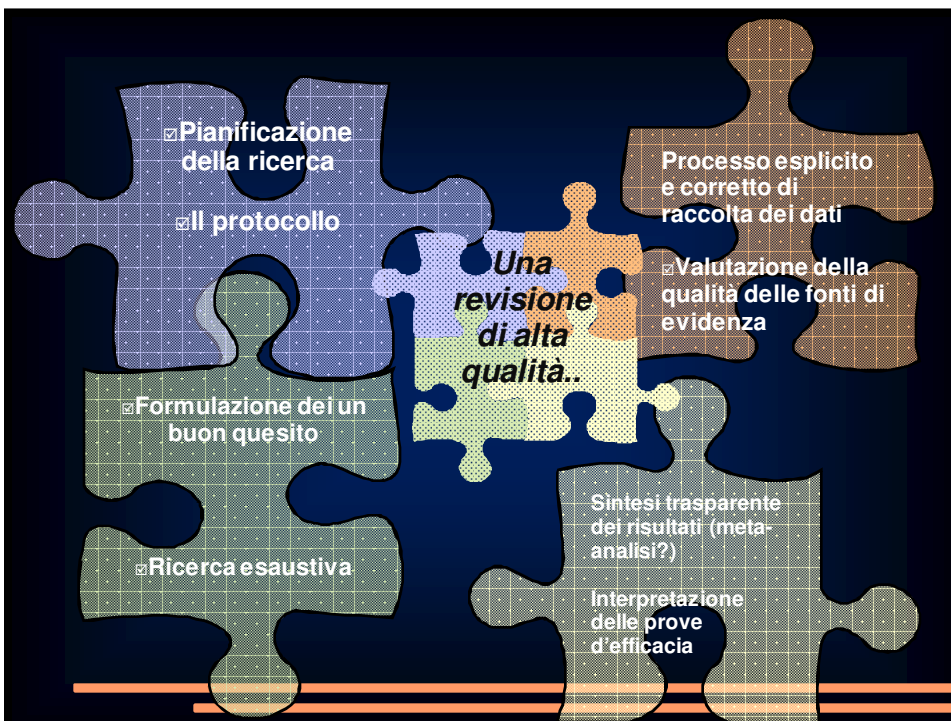 ☑Pianificazione
della ricerca
☑Il protocollo
Processo esplicito
e corretto di
raccolta dei dati
☑Valutazione della
qualità delle fonti di
evidenza
Una
revisione
di alta
qualità..
☑Formulazione dei un
buon quesito
☑Ricerca esaustiva
Sintesi trasparente
dei risultati (meta-
analisi?)
Interpretazione
delle prove
d'efficacia